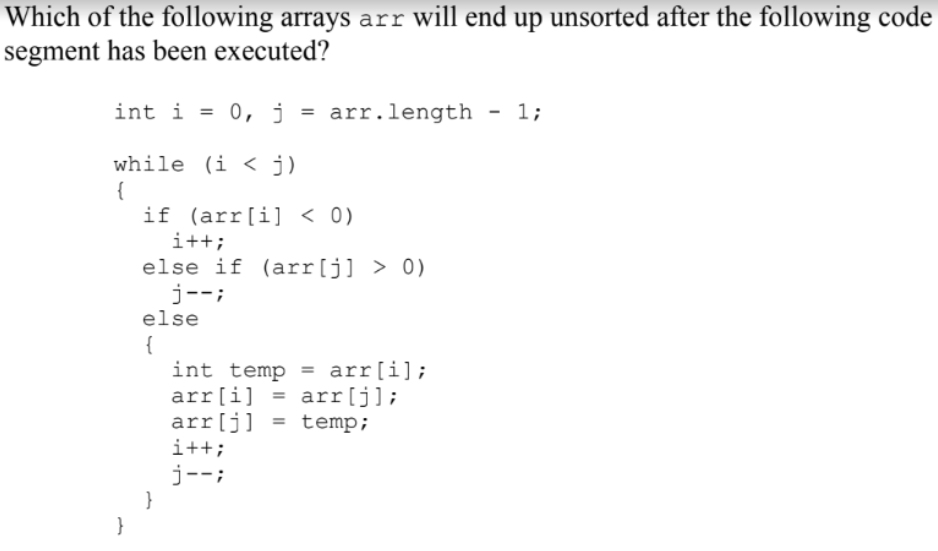 Which of the following arrays arr will end up unsorted after the following code
segment has been executed?
int i = 0, j = arr.length - 1;
while (i < j)
{
if (arr[i] < 0)
i++;
else if (arr[j] > 0)
j--;
else
{
int temp = arr[i];
arr[i] = arr[j];
arr[j] = temp;
i++;
j--;
}
}